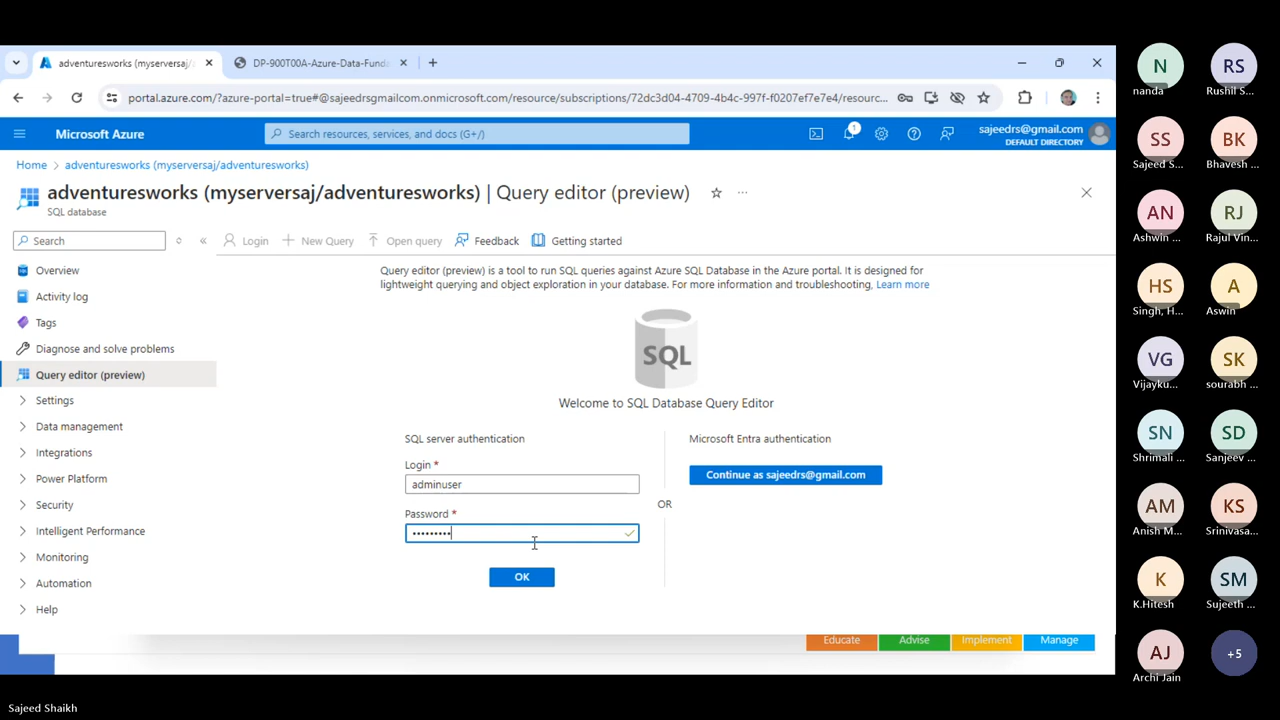 adventuresworks (myserversaj/
DP-900T00A-Azure-Data-Fund
portal.azure.com/?azure-portal=true#@sajeedrsgmailcom.onmicrosoft.com/resource/subscriptions/72dc3d04-4709-4b4c-997f-f0207ef7e7e4/resourc...
Microsoft Azure
Search resources, services, and docs (G+/)
1
sajeedrs@gmail.com
DEFAULT DIRECTORY
Home > adventuresworks (myserversaj/adventuresworks)
adventuresworks (myserversaj/adventuresworks) | Query editor (preview)
SQL database
Search
Login
New Query
Open query
Feedback
Getting started
Overview
Activity log
Tags
Diagnose and solve problems
Query editor (preview)
Settings
Data management
Integrations
Power Platform
Security
Intelligent Performance
Monitoring
Automation
Help
Query editor (preview) is a tool to run SQL queries against Azure SQL Database in the Azure portal. It is designed for
lightweight querying and object exploration in your database. For more information and troubleshooting, Learn more
SQL
Welcome to SQL Database Query Editor
SQL server authentication
Login *
adminuser
Password *
•••••••••
OK
OR
Microsoft Entra authentication
Continue as sajeedrs@gmail.com
Educate
Advise
Implement
Manage
N
nanda
RS
Rushil S...
SS
Sajeed S...
BK
Bhavesh ...
AN
Ashwin ...
RJ
Rajul Vin...
HS
Singh, H...
A
Aswin
VG
Vijayku...
SK
sourabh ...
SN
Shrimali ...
SD
Sanjeev ...
AM
Anish M...
KS
Srinivasa...
K
K.Hitesh
SM
Sujeeth ...
AJ
Archi Jain
+5
Sajeed Shaikh